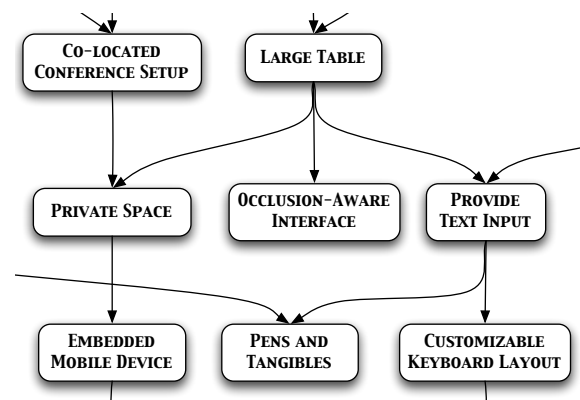 Co-located
Conference Setup
Large Table
Private Space
Occlusion-Aware
Interface
Provide
Text Input
Embedded
Mobile Device
Pens and
Tangibles
Customizable
Keyboard Layout